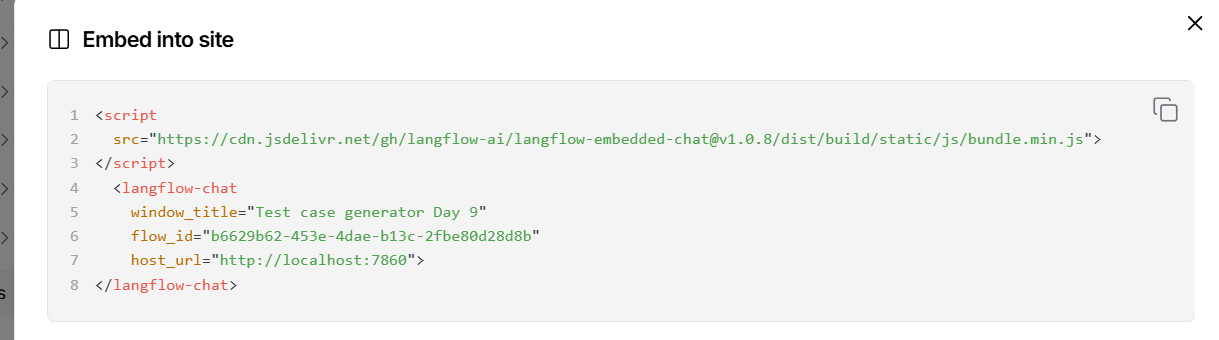 Embed into site
1 <script
2   src="https://cdn.jsdelivr.net/gh/langflow-ai/langflow-embedded-chat@v1.0.8/dist/build/static/js/bundle.min.js">
3 </script>
4   <langflow-chat
5     window_title="Test case generator Day 9"
6     flow_id="b6629b62-453e-4dae-b13c-2fbe80d28d8b"
7     host_url="http://localhost:7860">
8 </langflow-chat>
s